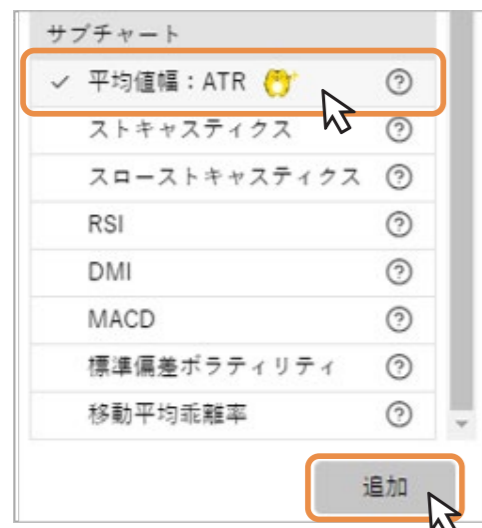 サブチャート
✓ 平均値幅：ATR ?
ストキャスティクス ?
スローストキャスティクス ?
RSI ?
DMI ?
MACD ?
標準偏差ボラティリティ ?
移動平均乖離率 ?
追加